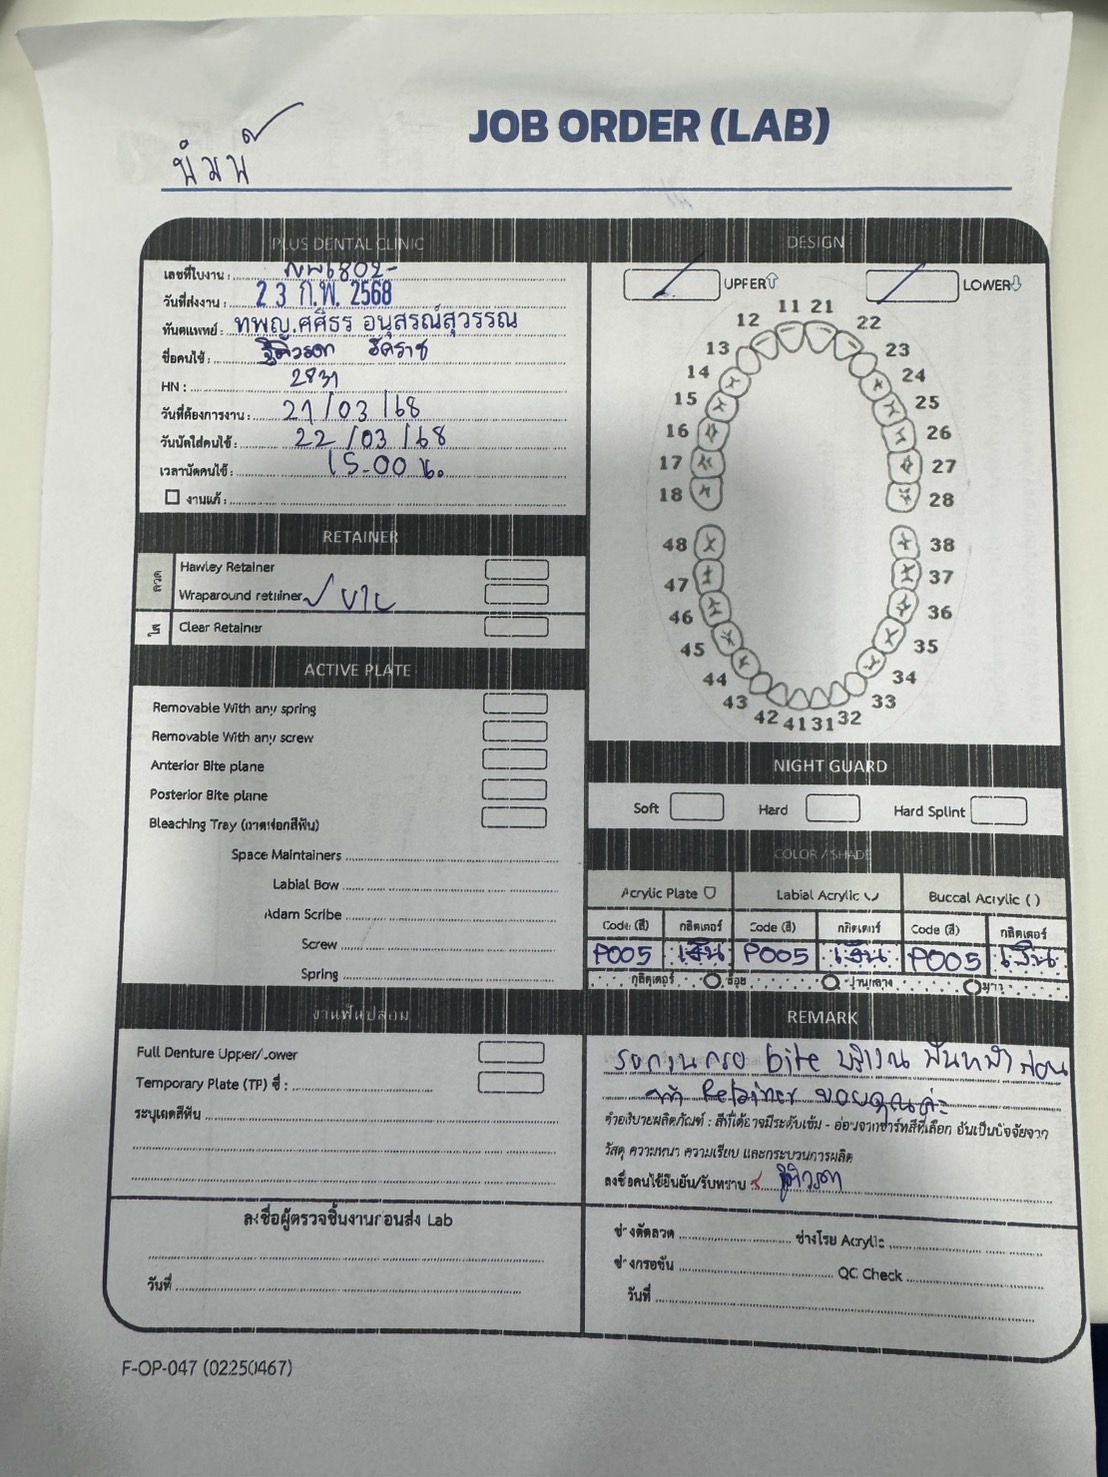 JOB ORDER (LAB)
พิมพ์
PLUS DENTAL CLINIC
เลขที่ใบงาน :
วันที่ส่งงาน : 23 ก.พ. 2568
ทันตแพทย์ : ทพญ.ศศิธร อนุสรณ์สุวรรณ
ชื่อคนไข้ :
HN : 2831
วันที่ต้องการงาน : 21/03/68
วันนัดใส่คนไข้ : 22/03/68
เวลานัดคนไข้ : 15.00 น.
งานแก้ :
RETAINER
ลวด
Hawley Retainer
Wraparound retainer ✓ บน
ใส
Clear Retainer
ACTIVE PLATE
Removable With any spring
Removable With any screw
Anterior Bite plane
Posterior Bite plane
Bleaching Tray (ถาดฟอกสีฟัน)
Space Maintainers
Labial Bow
Adam Scribe
Screw
Spring
งานฟันปลอม
Full Denture Upper/Lower
Temporary Plate (TP) ซี่ :
ระบุเฉดสีฟัน
ลงชื่อผู้ตรวจชิ้นงานก่อนส่ง Lab
วันที่
DESIGN
UPPER LOWER
11 21
12 22
13 23
14 24
15 25
16 26
17 27
18 28
48 38
47 37
46 36
45 35
44 34
43 33
42 41 31 32
NIGHT GUARD
Soft Hard Hard Splint
COLOR / SHADE
Acrylic Plate Labial Acrylic Buccal Acrylic ( )
Code (สี) กลิตเตอร์ Code (สี) กลิตเตอร์ Code (สี) กลิตเตอร์
P005 เงิน P005 เงิน P005 เงิน
กลิตเตอร์ น้อย ปานกลาง มาก
REMARK
รบกวนกรอ bite บริเวณ ฟันหน้า ก่อน
ทำ Retainer ขอบคุณค่ะ
คำอธิบายผลิตภัณฑ์ : สีที่ได้อาจมีระดับเข้ม - อ่อนจากชาร์ทสีที่เลือก อันเป็นปัจจัยจาก
วัสดุ ความหนา ความเรียบ และกระบวนการผลิต
ลงชื่อคนไข้ยืนยัน/รับทราบ
ช่างดัดลวด ช่างโรย Acrylic
ช่างกรอขัน QC Check
วันที่
F-OP-047 (02250467)